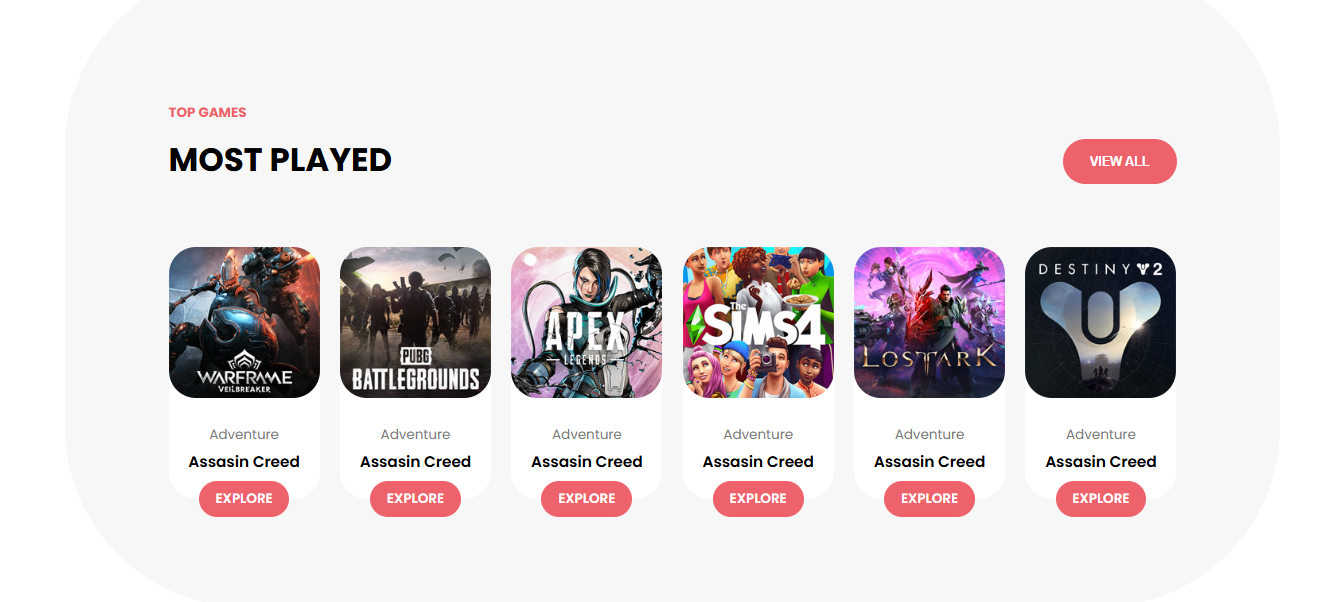 TOP GAMES
MOST PLAYED
VIEW ALL
WARFRAME
VEILBREAKER
PUBG
BATTLEGROUNDS
APEX
LEGENDS
The
SIMS4
LOST ARK
DESTINY 2
Adventure
Adventure
Adventure
Adventure
Adventure
Adventure
Assasin Creed
Assasin Creed
Assasin Creed
Assasin Creed
Assasin Creed
Assasin Creed
EXPLORE
EXPLORE
EXPLORE
EXPLORE
EXPLORE
EXPLORE